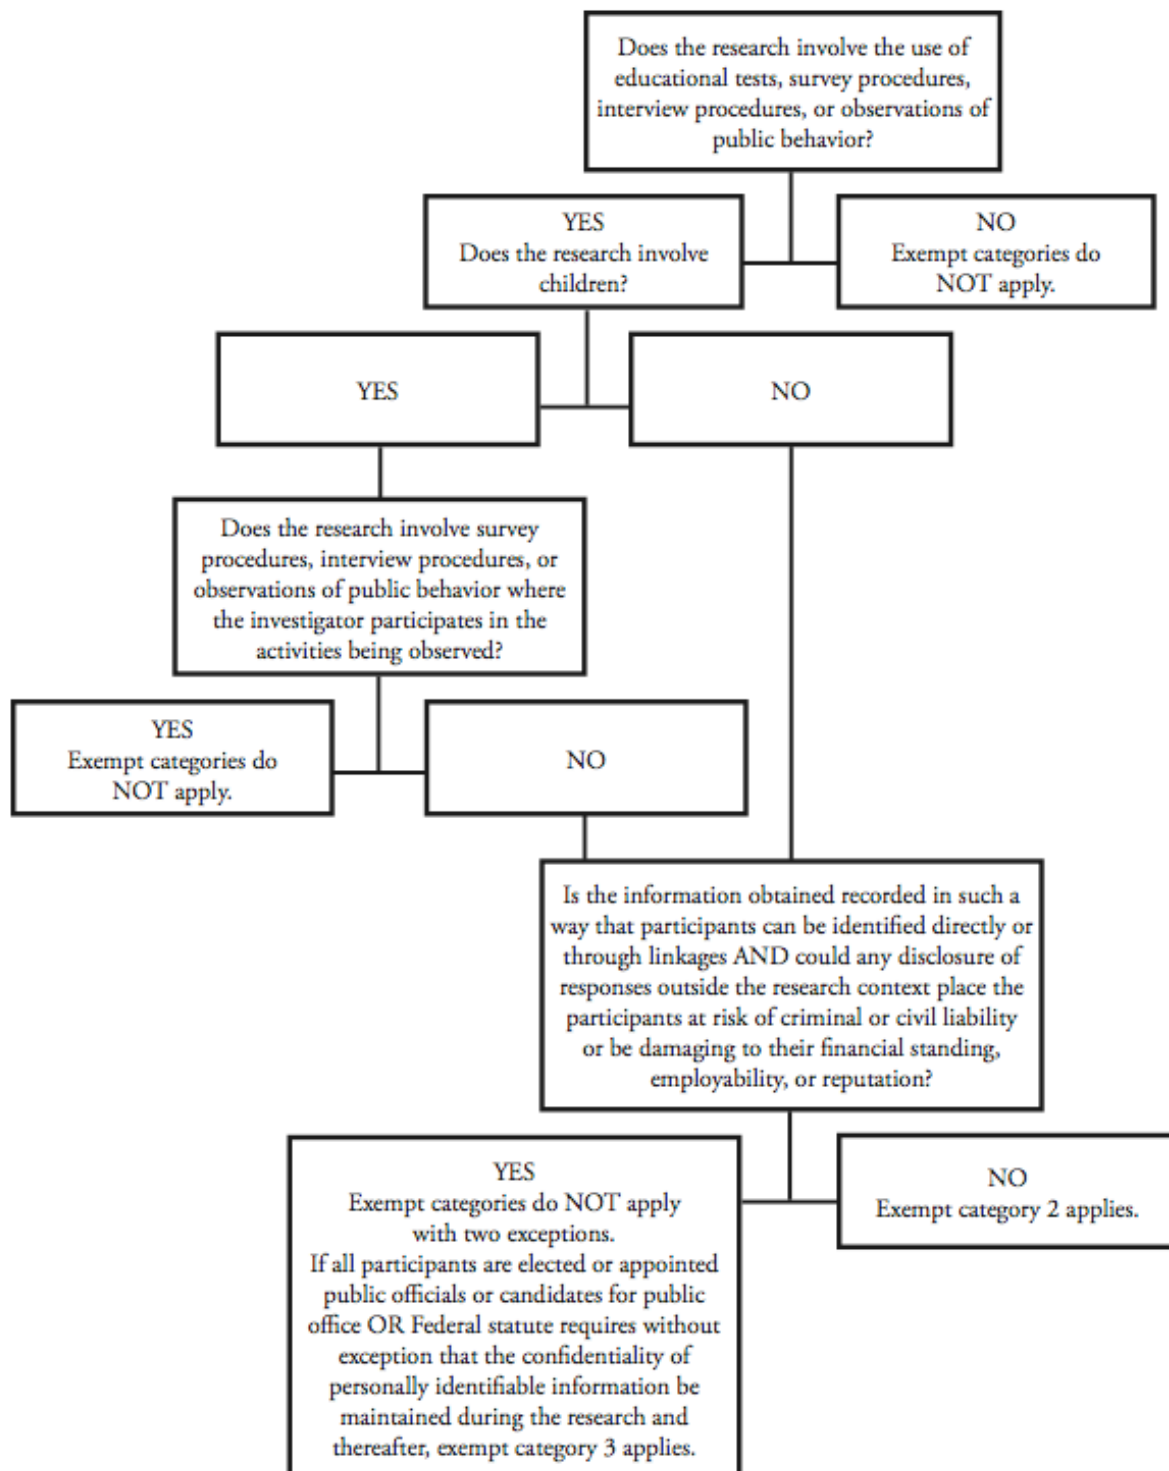 Does the research involve the use of
educational tests, survey procedures,
interview procedures, or observations of
public behavior?
YES
Does the research involve
children?
NO
Exempt categories do
NOT apply.
YES
NO
Does the research involve survey
procedures, interview procedures, or
observations of public behavior where
the investigator participates in the
activities being observed?
YES
Exempt categories do
NOT apply.
NO
Is the information obtained recorded in such a
way that participants can be identified directly or
through linkages AND could any disclosure of
responses outside the research context place the
participants at risk of criminal or civil liability
or be damaging to their financial standing,
employability, or reputation?
YES
Exempt categories do NOT apply
with two exceptions.
If all participants are elected or appointed
public officials or candidates for public
office OR Federal statute requires without
exception that the confidentiality of
personally identifiable information be
maintained during the research and
thereafter, exempt category 3 applies.
NO
Exempt category 2 applies.